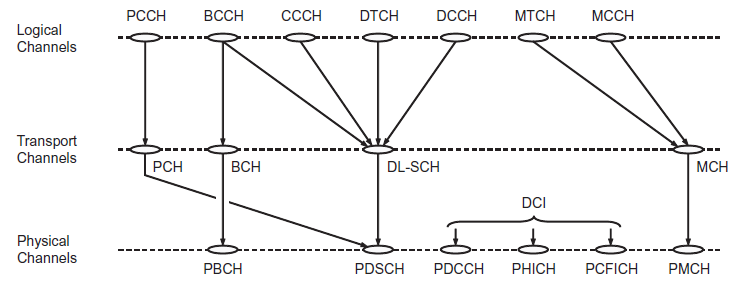 PCCH BCCH CCCH DTCH DCCH MTCH MCCH
Logical
Channels
Transport
Channels
PCH BCH DL-SCH MCH
DCI
Physical
Channels
PBCH PDSCH PDCCH PHICH PCFICH PMCH